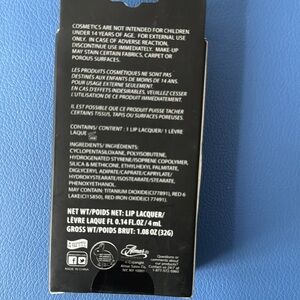 COSMETICS ARE NOT INTENDED FOR CHILDREN
UNDER 14 YEARS OF AGE. FOR EXTERNAL USE
ONLY. IN CASE OF ADVERSE REACTION,
DISCONTINUE USE IMMEDIATELY. MAKE-UP
MAY STAIN CERTAIN FABRICS, CARPET OR
POROUS SURFACES.
LES PRODUITS COSMÉTIQUES NE SONT PAS
DESTINÉS AUX ENFANTS DE MOINS DE 14 ANS.
POUR USAGE EXTERNE SEULEMENT.
EN CAS D'EFFETS INDÉSIRABLES, VEUILLEZ CESSER
L'UTILISATION IMMÉDIATEMENT.
IL EST POSSIBLE QUE CE PRODUIT PUISSE TACHER
CERTAINS TISSUS, TAPIS OU SURFACES POREUSES.
CONTAINS/CONTIENT: 1 LIP LACQUER/ 1 LÈVRE
LAQUE
INGREDIENTS/INGRÉDIENTS:
CYCLOPENTASILOXANE, POLYISOBUTENE,
HYDROGENATED STYRENE/ISOPRENE COPOLYMER,
SILICA & METHICONE, ETHYLHEXYL PALMITATE,
DIGLYCERYL ADIPATE/CAPRATE/CAPRYLATE/
HYDROXYSTEARATE/ISOSTEARATE/STEARATE,
PHENOXYETHANOL.
MAY CONTAIN: TITANIUM DIOXIDE(CI77891), RED 6
LAKE(CI15850), RED IRON OXIDE(CI 77491).
NET WT/POIDS NET: LIP LACQUER/
LÈVRE LAQUE FL 0.14 FL.OZ/ 4 mL
GROSS WT/POIDS BRUT: 1.08 OZ (32G)
MADE IN CHINA